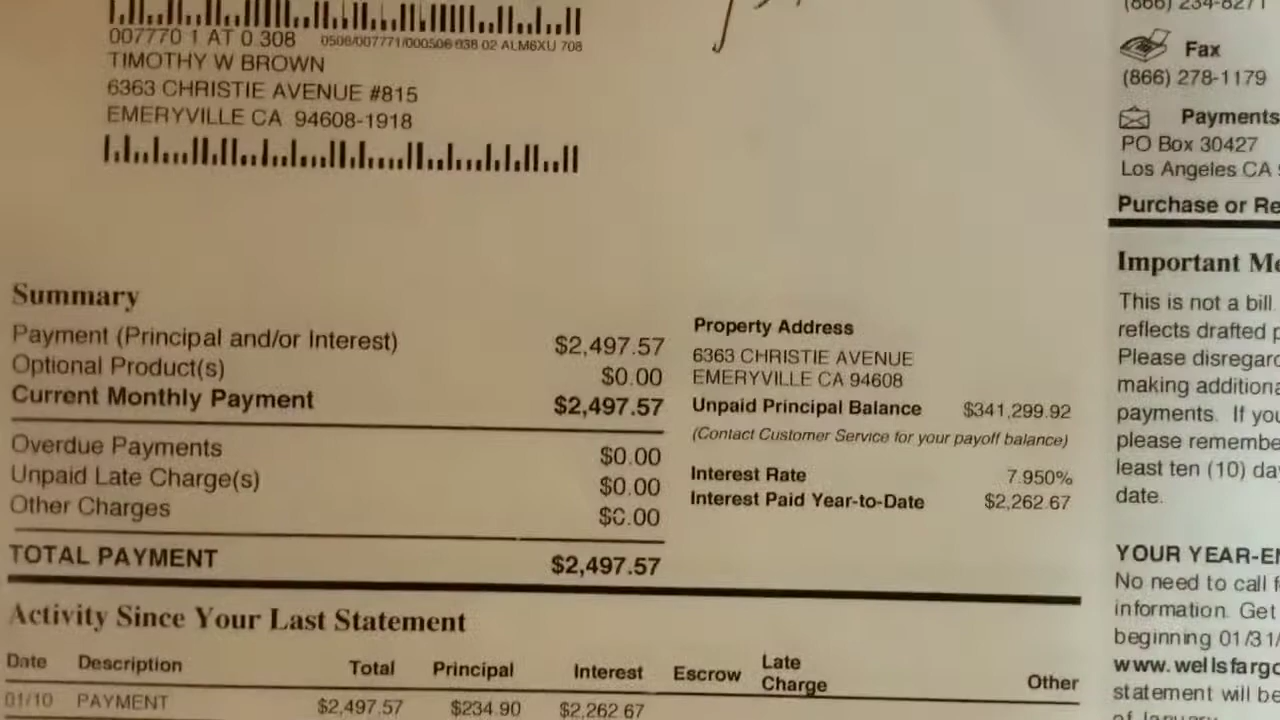 007770 1 AT 0.308 0506/007771/000506 038 02 ALM6XU 708
TIMOTHY W BROWN
6363 CHRISTIE AVENUE #815
EMERYVILLE CA 94608-1918
(866) 234-8271
Fax
(866) 278-1179
Payments
PO Box 30427
Los Angeles CA
Purchase or Re
Summary
Payment (Principal and/or Interest) $2,497.57
Optional Product(s) $0.00
Current Monthly Payment $2,497.57
Overdue Payments $0.00
Unpaid Late Charge(s) $0.00
Other Charges $0.00
TOTAL PAYMENT $2,497.57
Property Address
6363 CHRISTIE AVENUE
EMERYVILLE CA 94608
Unpaid Principal Balance $341,299.92
(Contact Customer Service for your payoff balance)
Interest Rate 7.950%
Interest Paid Year-to-Date $2,262.67
Important Me
This is not a bill.
reflects drafted p
Please disregard
making additiona
payments. If you
please remembe
least ten (10) da
date.
YOUR YEAR-EN
No need to call f
information. Get
beginning 01/31/
www.wellsfargo
statement will be
of January
Activity Since Your Last Statement
Date Description Total Principal Interest Escrow Late Charge Other
01/10 PAYMENT $2,497.57 $234.90 $2,262.67